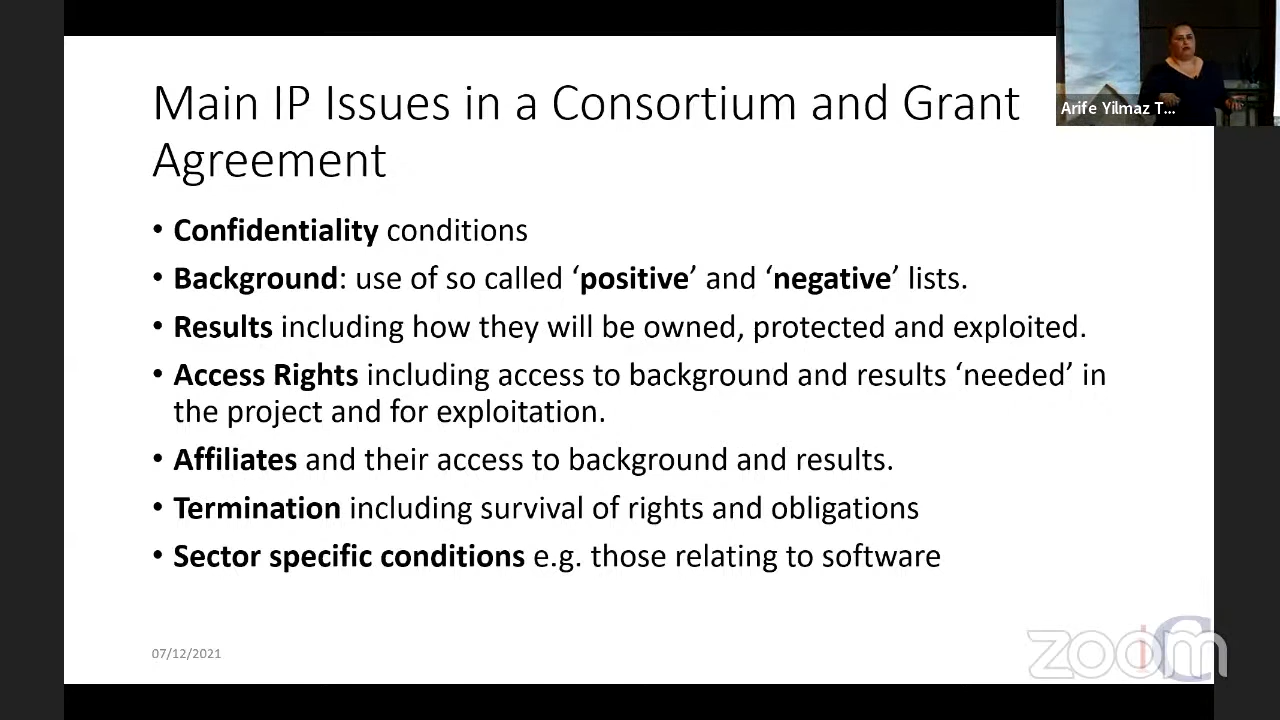 Main IP Issues in a Consortium and Grant
Agreement
• Confidentiality conditions
• Background: use of so called ‘positive’ and ‘negative’ lists.
• Results including how they will be owned, protected and exploited.
• Access Rights including access to background and results ‘needed’ in
the project and for exploitation.
• Affiliates and their access to background and results.
• Termination including survival of rights and obligations
• Sector specific conditions e.g. those relating to software
07/12/2021
Arife Yilmaz T...
zoom